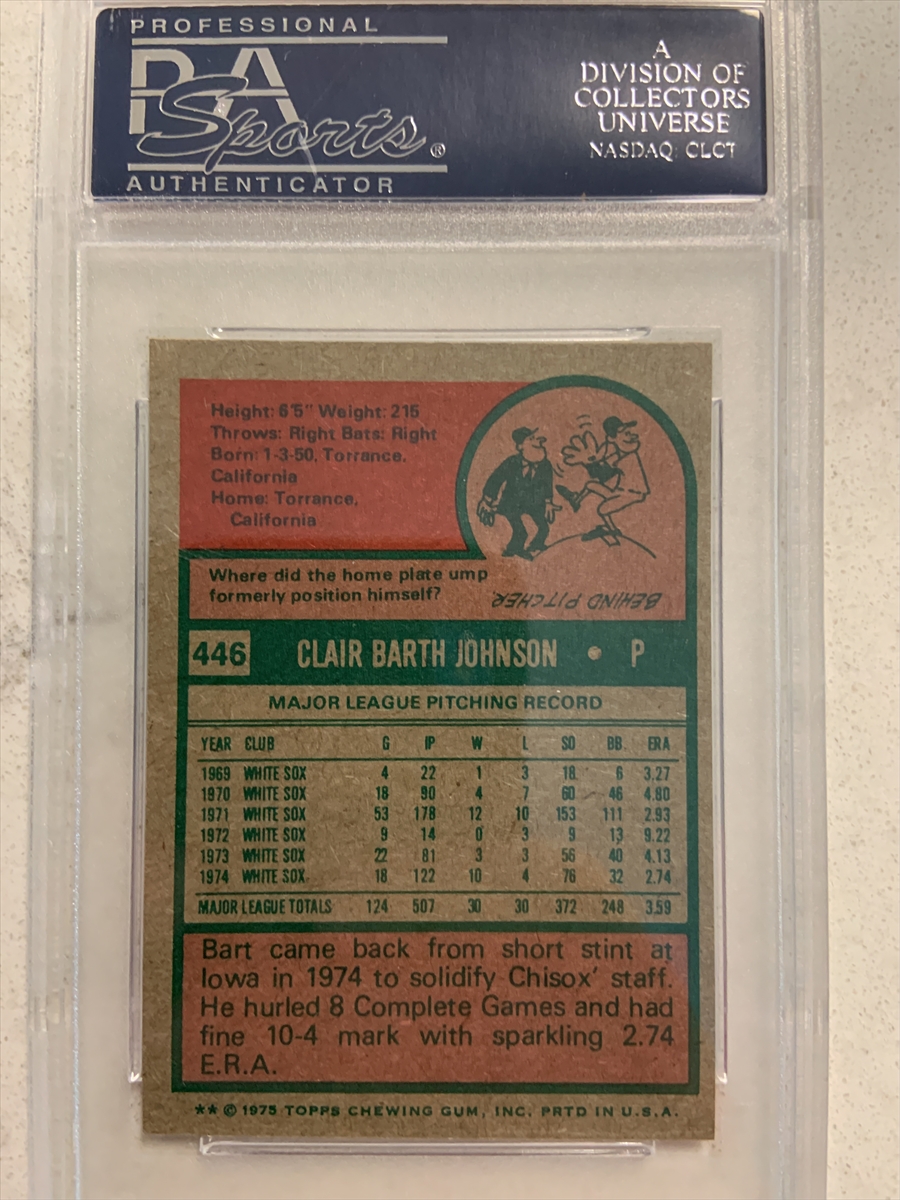 PROFESSIONAL
PSA
Sports®
AUTHENTICATOR
A
DIVISION OF
COLLECTORS
UNIVERSE
NASDAQ: CLCT
Height: 6'5" Weight: 215
Throws: Right Bats: Right
Born: 1-3-50, Torrance,
California
Home: Torrance,
California
Where did the home plate ump
formerly position himself?
BEHIND PITCHER
446 CLAIR BARTH JOHNSON • P
MAJOR LEAGUE PITCHING RECORD
YEAR CLUB G IP W L SO BB ERA
1969 WHITE SOX 4 22 1 3 18 6 3.27
1970 WHITE SOX 18 90 4 7 60 46 4.80
1971 WHITE SOX 53 178 12 10 153 111 2.93
1972 WHITE SOX 9 14 0 3 9 13 9.22
1973 WHITE SOX 22 81 3 3 56 40 4.13
1974 WHITE SOX 18 122 10 4 76 32 2.74
MAJOR LEAGUE TOTALS 124 507 30 30 372 248 3.59
Bart came back from short stint at
Iowa in 1974 to solidify Chisox' staff.
He hurled 8 Complete Games and had
fine 10-4 mark with sparkling 2.74
E.R.A.
** © 1975 TOPPS CHEWING GUM, INC. PRTD IN U.S.A.